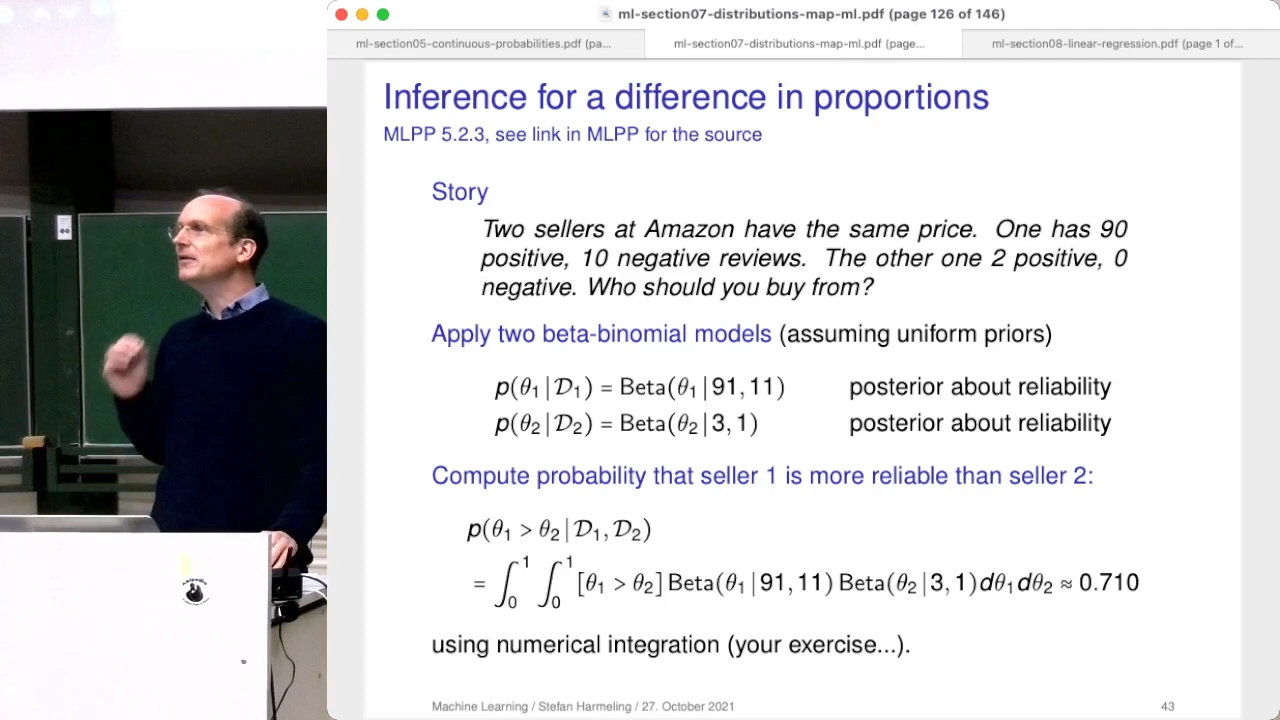 ml-section07-distributions-map-ml.pdf (page 126 of 146)
ml-section05-continuous-probabilities.pdf (pa...
ml-section07-distributions-map-ml.pdf (page...
ml-section08-linear-regression.pdf (page 1 of...
Inference for a difference in proportions
MLPP 5.2.3, see link in MLPP for the source
Story
Two sellers at Amazon have the same price. One has 90
positive, 10 negative reviews. The other one 2 positive, 0
negative. Who should you buy from?
Apply two beta-binomial models (assuming uniform priors)
p(θ₁|D₁) = Beta(θ₁|91, 11) posterior about reliability
p(θ₂|D₂) = Beta(θ₂|3, 1) posterior about reliability
Compute probability that seller 1 is more reliable than seller 2:
p(θ₁ > θ₂|D₁, D₂)
= ∫₀¹ ∫₀¹ [θ₁ > θ₂] Beta(θ₁|91, 11) Beta(θ₂|3, 1)dθ₁dθ₂ ≈ 0.710
using numerical integration (your exercise...).
Machine Learning / Stefan Harmeling / 27. October 2021
43